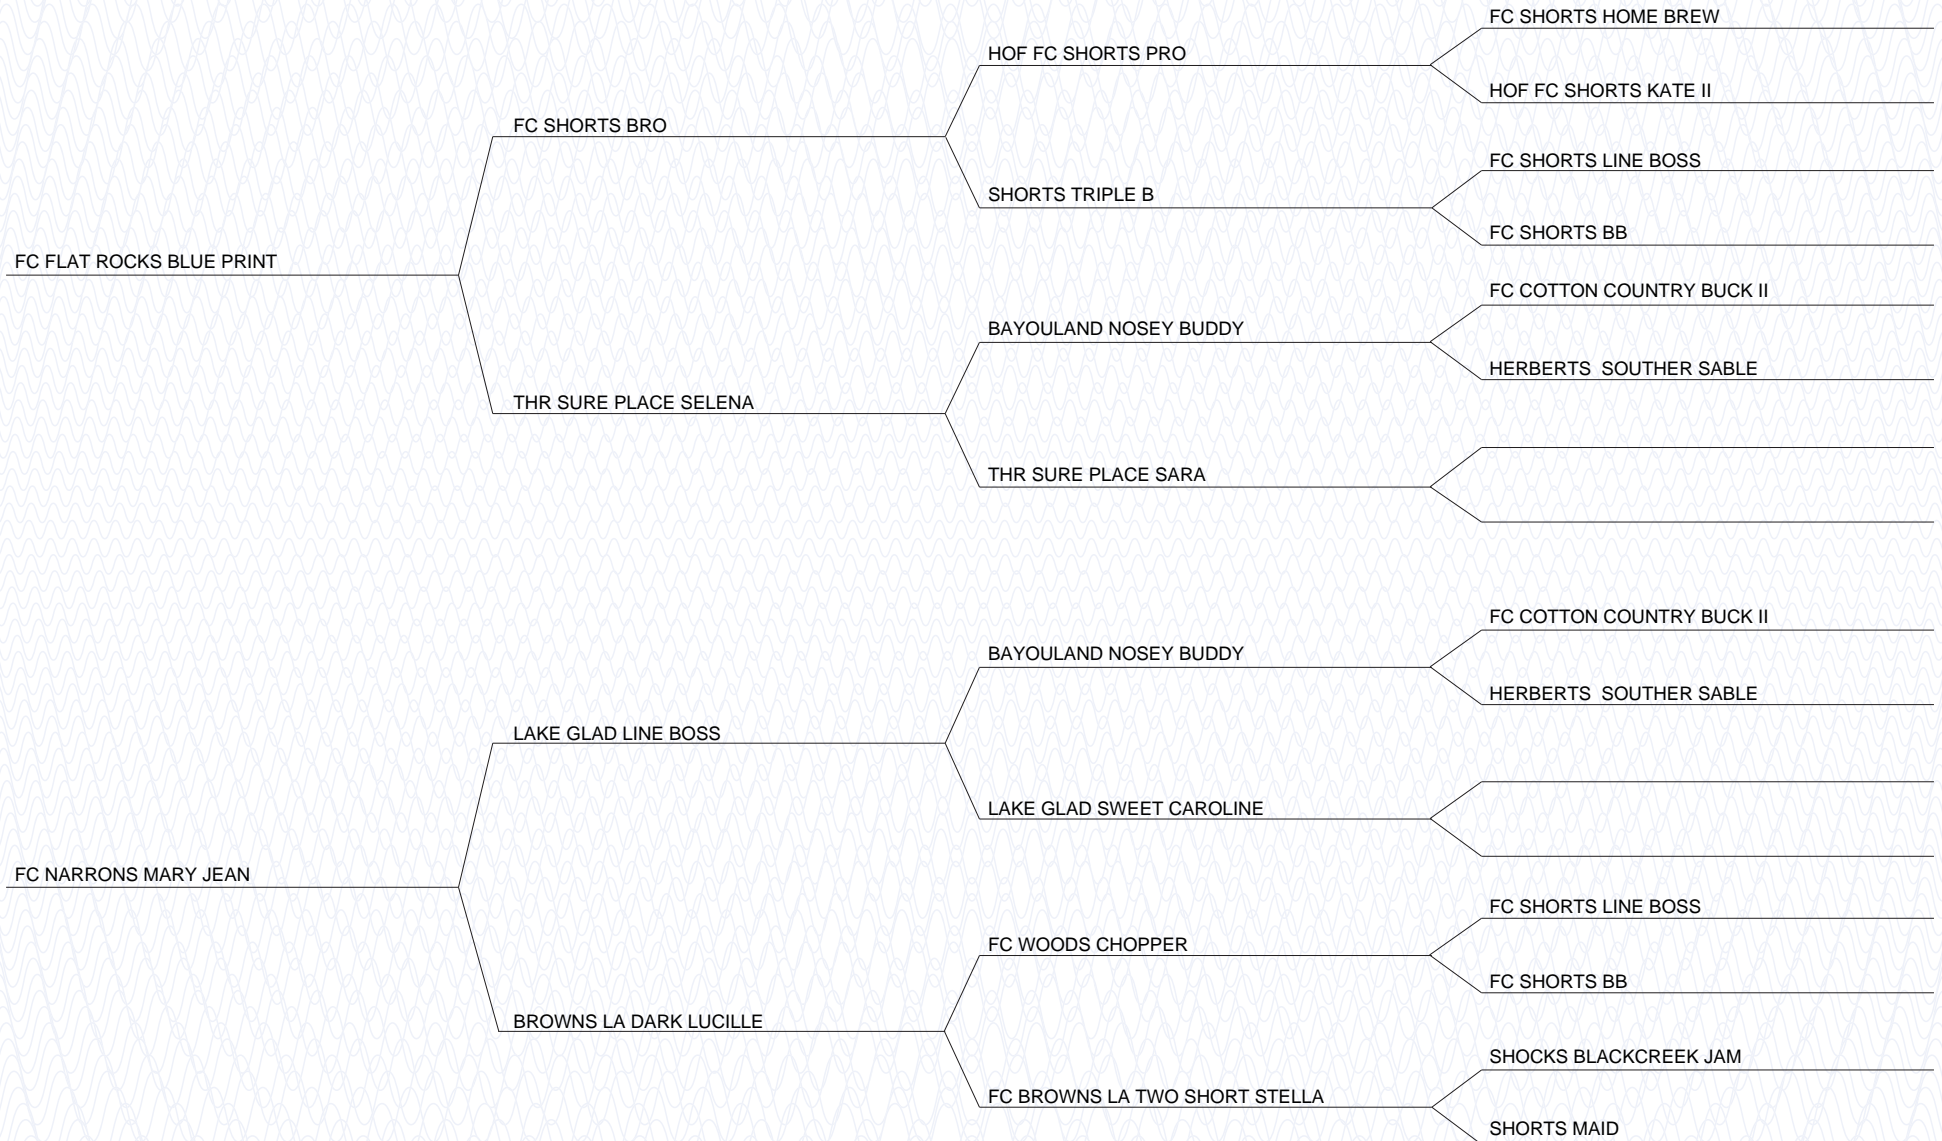 FC SHORTS HOME BREW
HOF FC SHORTS PRO
HOF FC SHORTS KATE II
FC SHORTS BRO
FC SHORTS LINE BOSS
SHORTS TRIPLE B
FC SHORTS BB
FC FLAT ROCKS BLUE PRINT
FC COTTON COUNTRY BUCK II
BAYOULAND NOSEY BUDDY
HERBERTS  SOUTHER SABLE
THR SURE PLACE SELENA
THR SURE PLACE SARA
FC COTTON COUNTRY BUCK II
BAYOULAND NOSEY BUDDY
HERBERTS  SOUTHER SABLE
LAKE GLAD LINE BOSS
LAKE GLAD SWEET CAROLINE
FC NARRONS MARY JEAN
FC SHORTS LINE BOSS
FC WOODS CHOPPER
FC SHORTS BB
BROWNS LA DARK LUCILLE
SHOCKS BLACKCREEK JAM
FC BROWNS LA TWO SHORT STELLA
SHORTS MAID